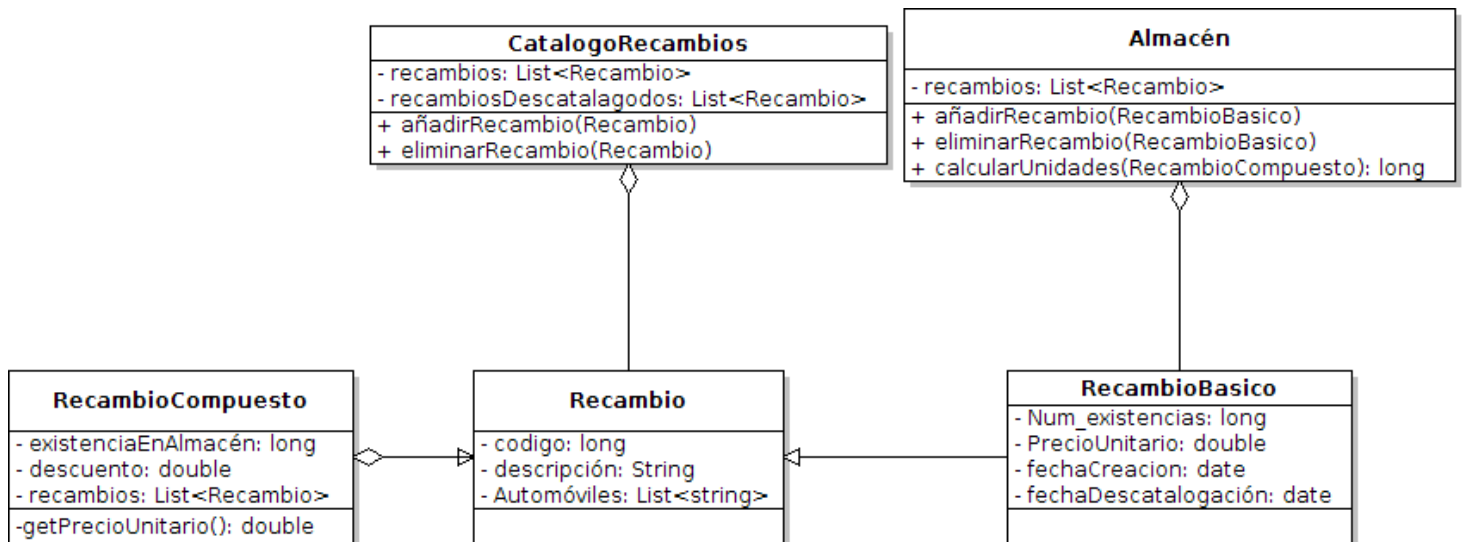 CatalogoRecambios
- recambios: List<Recambio>
- recambiosDescatalagodos: List<Recambio>
+ añadirRecambio(Recambio)
+ eliminarRecambio(Recambio)
Almacén
- recambios: List<Recambio>
+ añadirRecambio(RecambioBasico)
+ eliminarRecambio(RecambioBasico)
+ calcularUnidades(RecambioCompuesto): long
RecambioCompuesto
- existenciaEnAlmacén: long
- descuento: double
- recambios: List<Recambio>
-getPrecioUnitario(): double
Recambio
- codigo: long
- descripción: String
- Automóviles: List<string>
RecambioBasico
- Num_existencias: long
- PrecioUnitario: double
- fechaCreacion: date
- fechaDescatalogación: date